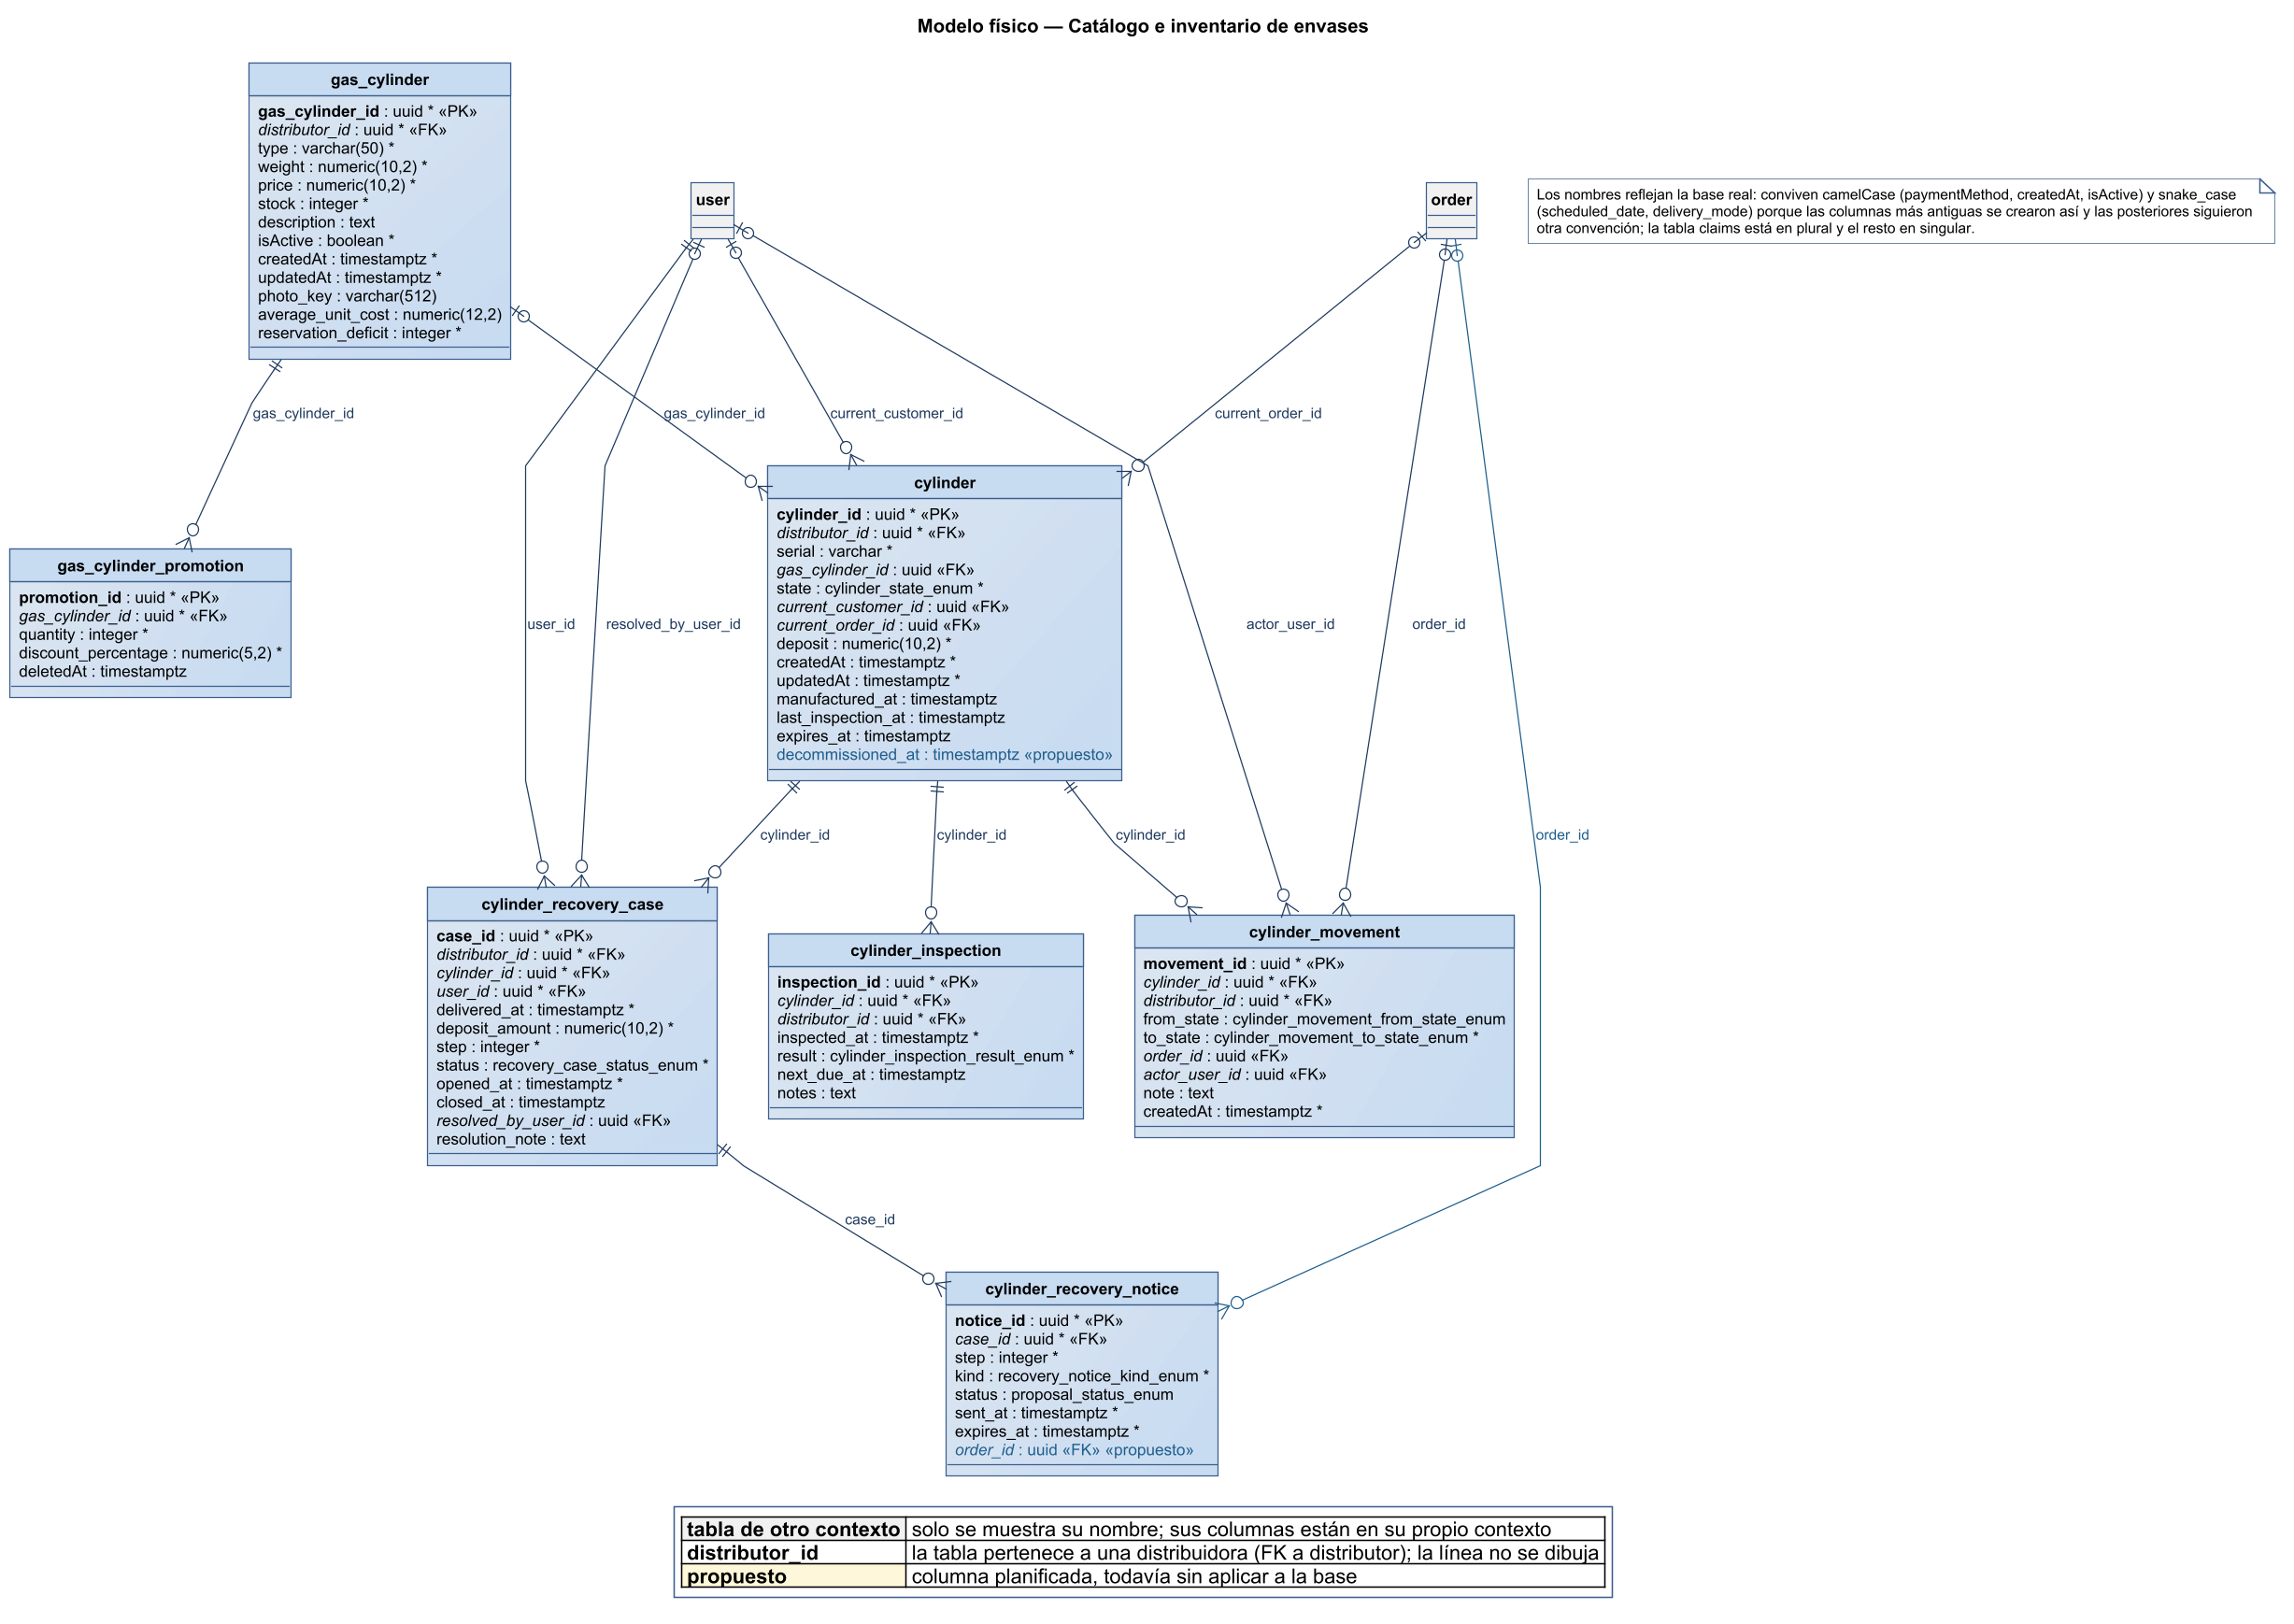 Modelo físico — Catálogo e inventario de envases
gas_cylinder
gas_cylinder_id : uuid * «PK»
distributor_id : uuid * «FK»
type : varchar(50) *
weight : numeric(10,2) *
price : numeric(10,2) *
stock : integer *
description : text
isActive : boolean *
createdAt : timestamptz *
updatedAt : timestamptz *
photo_key : varchar(512)
average_unit_cost : numeric(12,2)
reservation_deficit : integer *
user
order
Los nombres reflejan la base real: conviven camelCase (paymentMethod, createdAt, isActive) y snake_case
(scheduled_date, delivery_mode) porque las columnas más antiguas se crearon así y las posteriores siguieron
otra convención; la tabla claims está en plural y el resto en singular.
gas_cylinder_id
gas_cylinder_id
current_customer_id
current_order_id
cylinder
cylinder_id : uuid * «PK»
distributor_id : uuid * «FK»
serial : varchar *
gas_cylinder_id : uuid «FK»
state : cylinder_state_enum *
current_customer_id : uuid «FK»
current_order_id : uuid «FK»
deposit : numeric(10,2) *
createdAt : timestamptz *
updatedAt : timestamptz *
manufactured_at : timestamptz
last_inspection_at : timestamptz
expires_at : timestamptz
decommissioned_at : timestamptz «propuesto»
gas_cylinder_promotion
promotion_id : uuid * «PK»
gas_cylinder_id : uuid * «FK»
quantity : integer *
discount_percentage : numeric(5,2) *
deletedAt : timestamptz
user_id
resolved_by_user_id
actor_user_id
order_id
cylinder_id
cylinder_id
cylinder_id
order_id
cylinder_recovery_case
case_id : uuid * «PK»
distributor_id : uuid * «FK»
cylinder_id : uuid * «FK»
user_id : uuid * «FK»
delivered_at : timestamptz *
deposit_amount : numeric(10,2) *
step : integer *
status : recovery_case_status_enum *
opened_at : timestamptz *
closed_at : timestamptz
resolved_by_user_id : uuid «FK»
resolution_note : text
cylinder_inspection
inspection_id : uuid * «PK»
cylinder_id : uuid * «FK»
distributor_id : uuid * «FK»
inspected_at : timestamptz *
result : cylinder_inspection_result_enum *
next_due_at : timestamptz
notes : text
cylinder_movement
movement_id : uuid * «PK»
cylinder_id : uuid * «FK»
distributor_id : uuid * «FK»
from_state : cylinder_movement_from_state_enum
to_state : cylinder_movement_to_state_enum *
order_id : uuid «FK»
actor_user_id : uuid «FK»
note : text
createdAt : timestamptz *
case_id
cylinder_recovery_notice
notice_id : uuid * «PK»
case_id : uuid * «FK»
step : integer *
kind : recovery_notice_kind_enum *
status : proposal_status_enum
sent_at : timestamptz *
expires_at : timestamptz *
order_id : uuid «FK» «propuesto»
tabla de otro contexto solo se muestra su nombre; sus columnas están en su propio contexto
distributor_id la tabla pertenece a una distribuidora (FK a distributor); la línea no se dibuja
propuesto columna planificada, todavía sin aplicar a la base